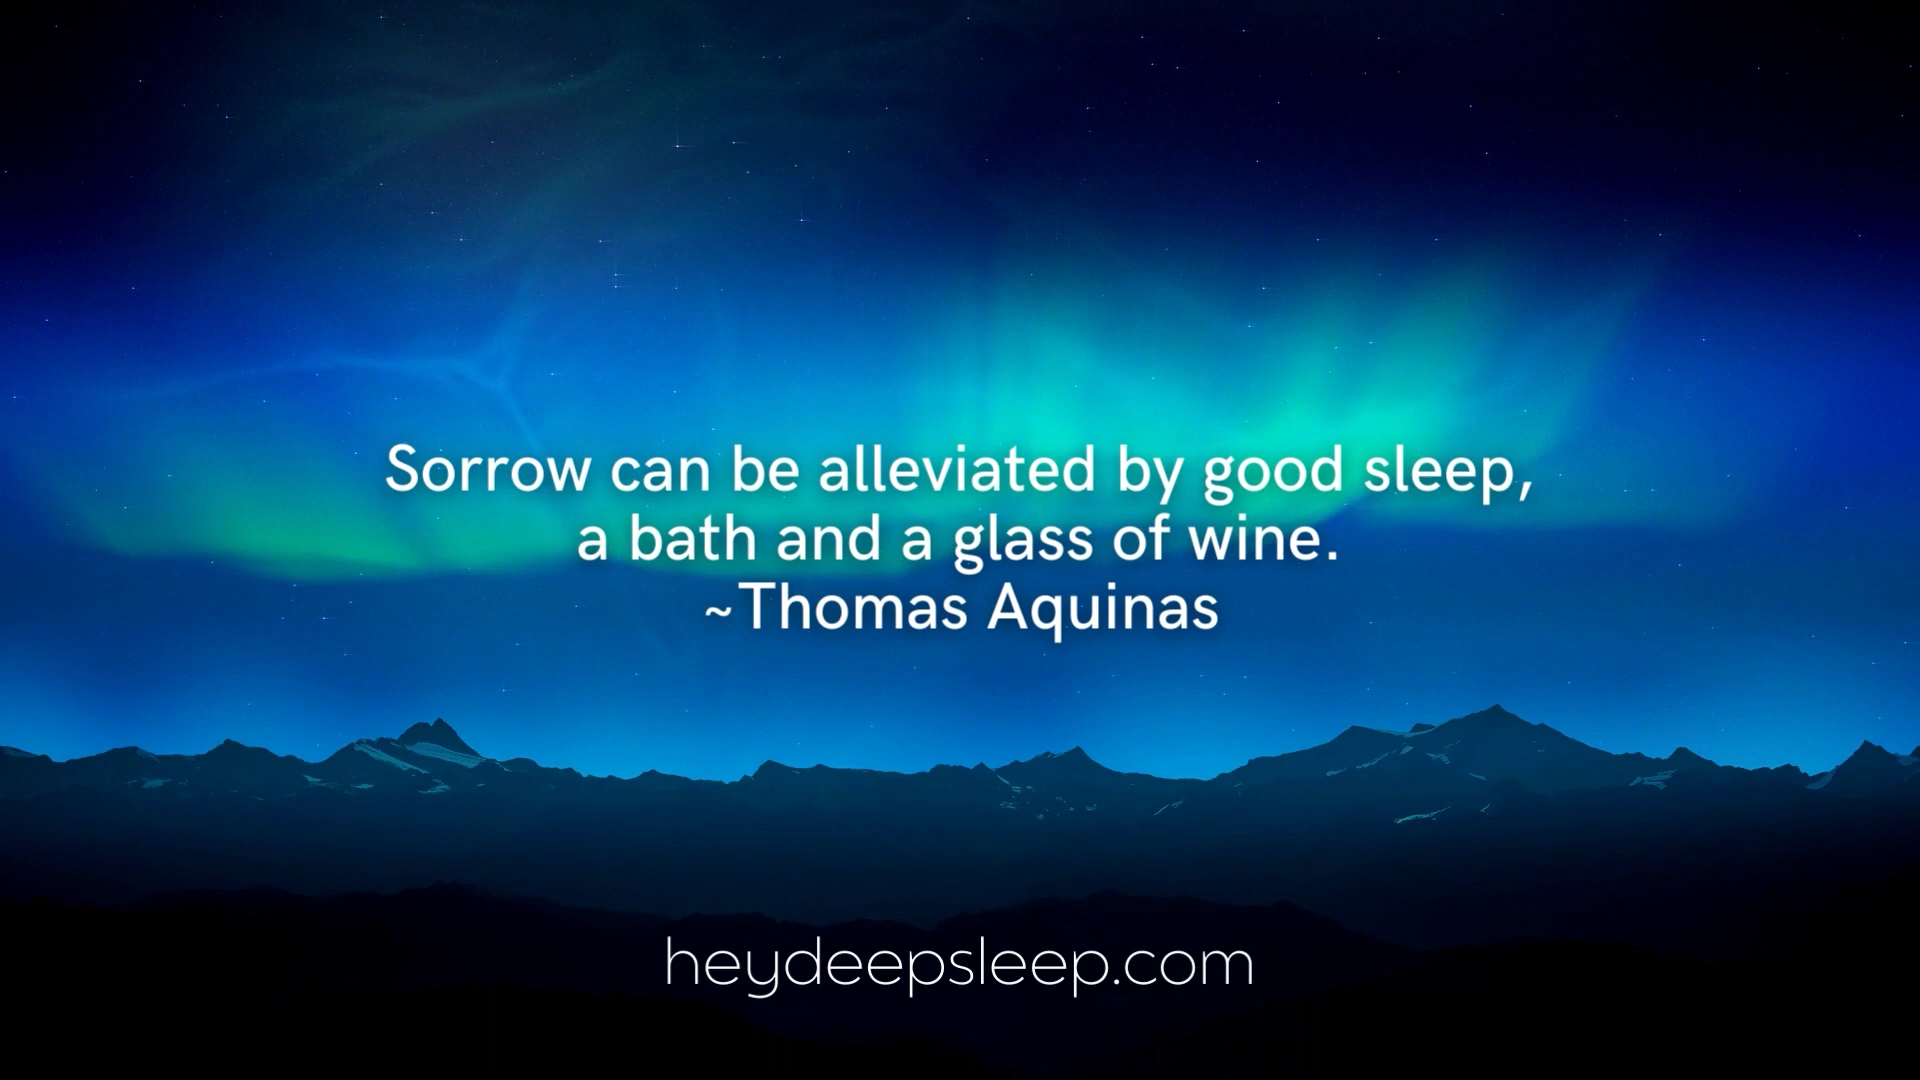 Sorrow can be alleviated by good sleep,
a bath and a glass of wine.
~Thomas Aquinas
heydeepsleep.com